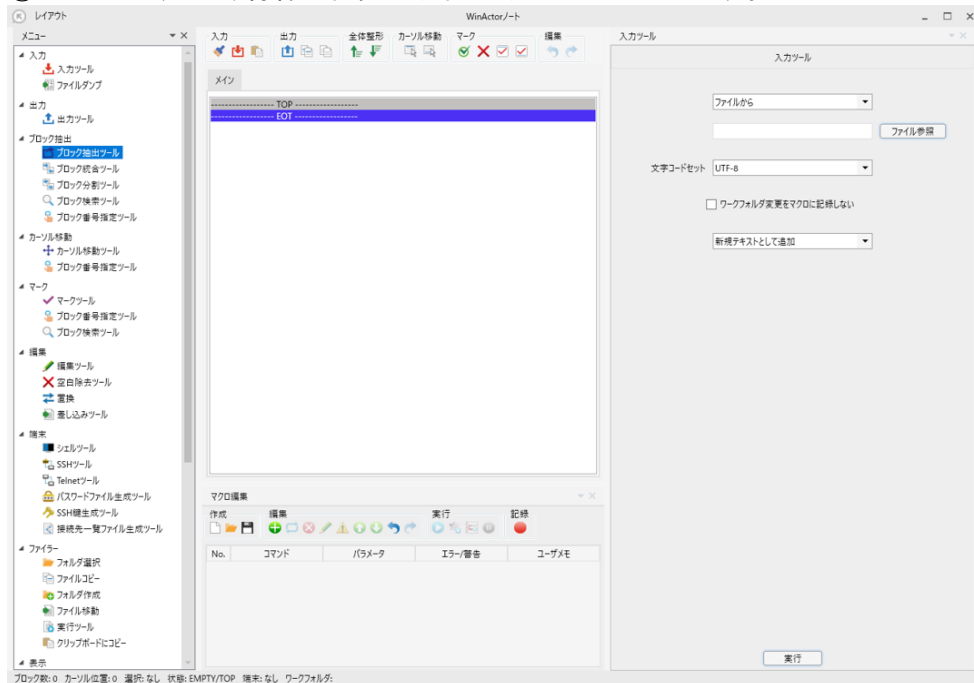 レイアウト
WinActorノート
メニュー
入力
入力ツール
ファイルダンプ
出力
出力ツール
ブロック抽出
ブロック抽出ツール
ブロック統合ツール
ブロック分割ツール
ブロック検索ツール
ブロック番号指定ツール
カーソル移動
カーソル移動ツール
ブロック番号指定ツール
マーク
マークツール
ブロック番号指定ツール
ブロック検索ツール
編集
編集ツール
空白除去ツール
置換
差し込みツール
端末
シェルツール
SSHツール
Telnetツール
パスワードファイル生成ツール
SSH鍵生成ツール
接続先一覧ファイル生成ツール
ファイラー
フォルダ選択
ファイルコピー
フォルダ作成
ファイル移動
実行ツール
クリップボードにコピー
表示
入力 出力 全体整形 カーソル移動 マーク 編集
メイン
------------------ TOP ------------------
------------------ EOT ------------------
マクロ編集
作成 編集 実行 記録
No. コマンド パラメータ エラー/警告 ユーザメモ
入力ツール
入力ツール
ファイルから
ファイル参照
文字コードセット UTF-8
ワークフォルダ変更をマクロに記録しない
新規テキストとして追加
実行
ブロック数: 0 カーソル位置: 0 選択: なし 状態: EMPTY/TOP 端末: なし ワークフォルダ: